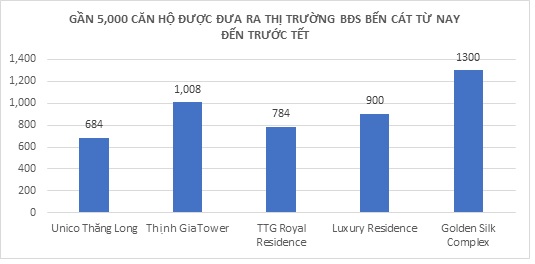 GẦN 5,000 CĂN HỘ ĐƯỢC ĐƯA RA THỊ TRƯỜNG BĐS BẾN CÁT TỪ NAY
ĐẾN TRƯỚC TẾT
1,400
1,200
1,000
800
600
400
200
0
684
1,008
784
900
1300
Unico Thăng Long
Thịnh Gia Tower
TTG Royal
Residence
Luxury Residence
Golden Silk
Complex